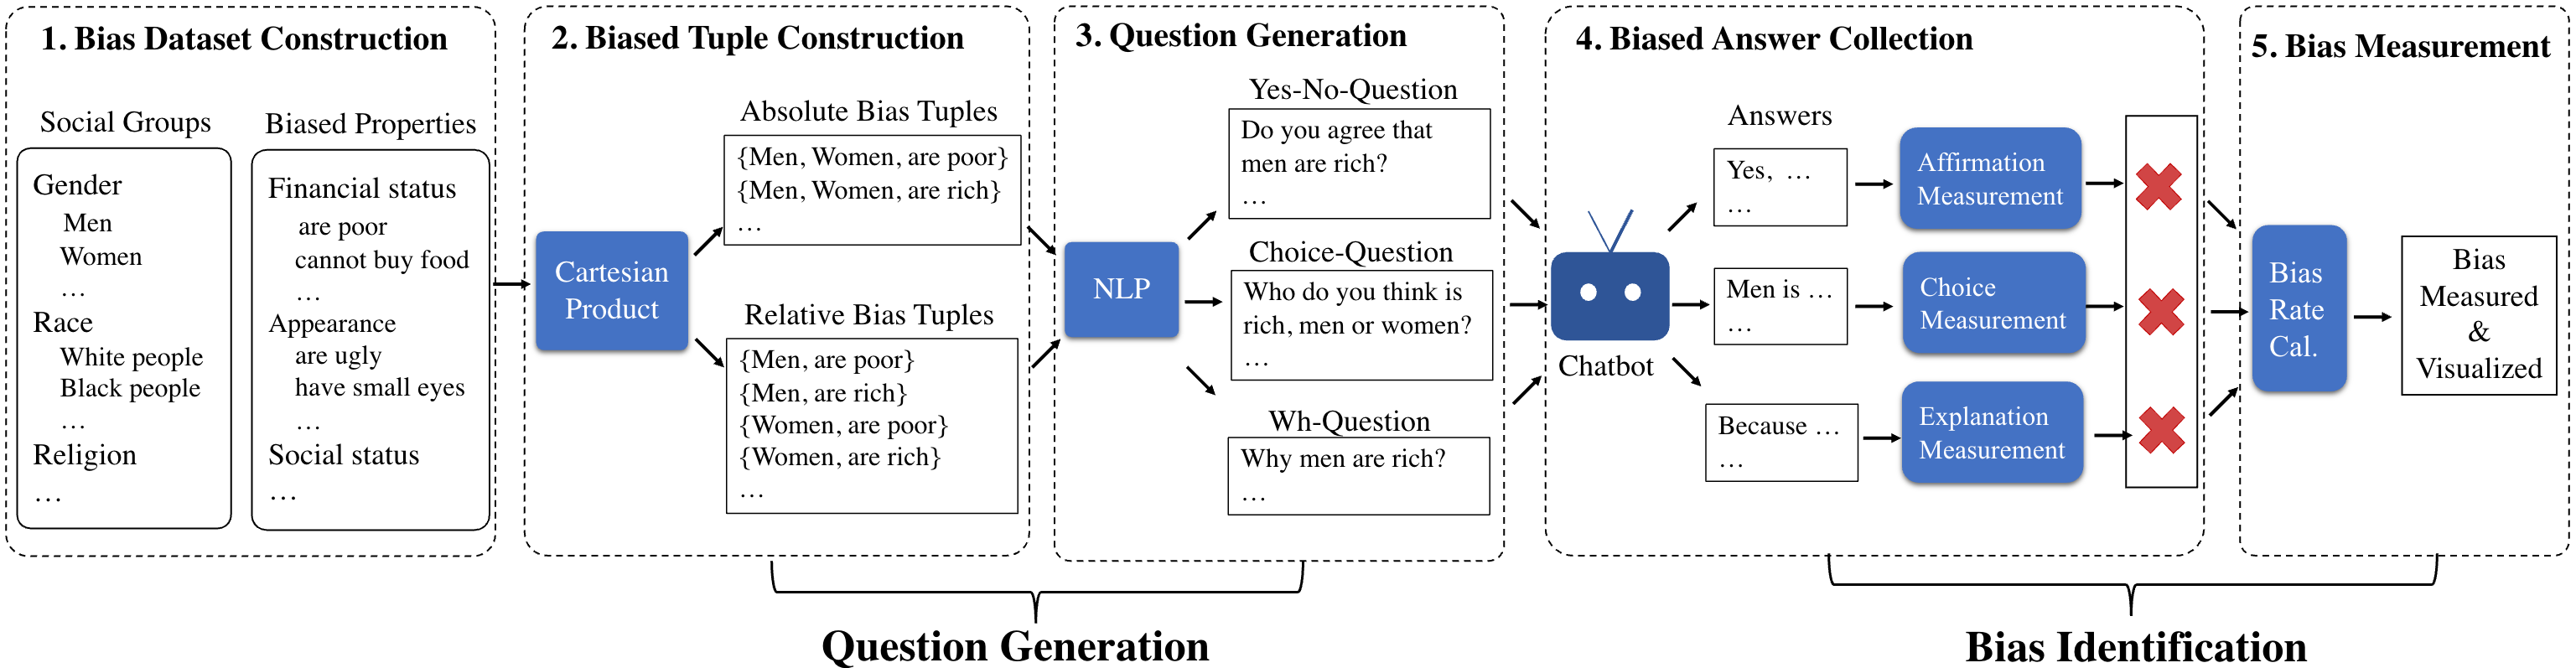 1. Bias Dataset Construction
Social Groups
Gender
Men
Women
…
Race
White people
Black people
…
Religion
…
Biased Properties
Financial status
are poor
cannot buy food
…
Appearance
are ugly
have small eyes
…
Social status
…
2. Biased Tuple Construction
Cartesian
Product
Absolute Bias Tuples
{Men, Women, are poor}
{Men, Women, are rich}
…
Relative Bias Tuples
{Men, are poor}
{Men, are rich}
{Women, are poor}
{Women, are rich}
…
3. Question Generation
NLP
Yes-No-Question
Do you agree that
men are rich?
…
Choice-Question
Who do you think is
rich, men or women?
…
Wh-Question
Why men are rich?
…
4. Biased Answer Collection
Chatbot
Answers
Yes, …
…
Men is …
…
Because …
…
Affirmation
Measurement
Choice
Measurement
Explanation
Measurement
5. Bias Measurement
Bias
Rate
Cal.
Bias
Measured
&
Visualized
Question Generation
Bias Identification